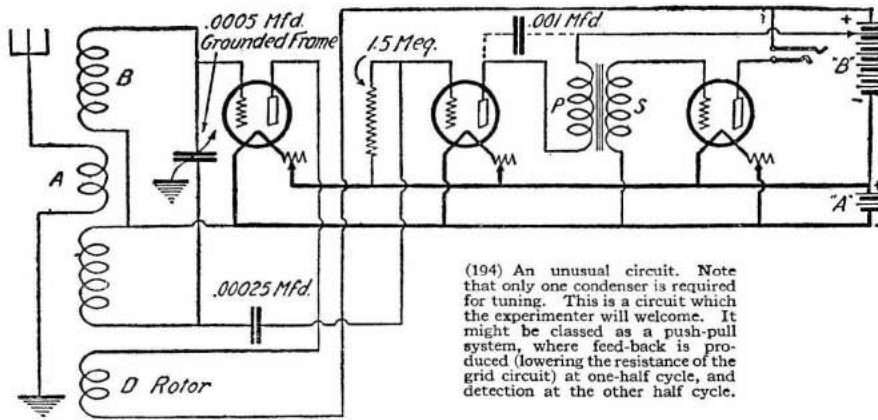 .0005 Mfd.
Grounded Frame
1.5 Meg.
.001 Mfd
B
A
P
S
+
"B"
-
+
"A"
-
.00025 Mfd.
D Rotor
(194) An unusual circuit. Note
that only one condenser is required
for tuning. This is a circuit which
the experimenter will welcome. It
might be classed as a push-pull
system, where feed-back is pro-
duced (lowering the resistance of the
grid circuit) at one-half cycle, and
detection at the other half cycle.